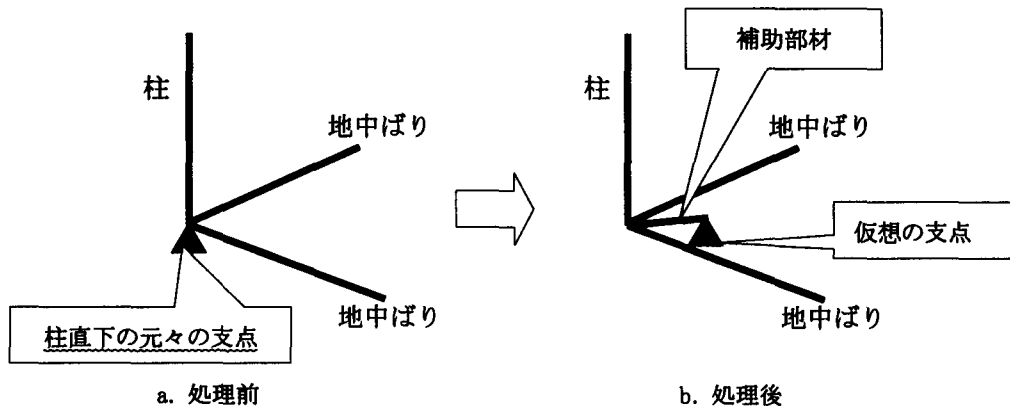 柱
地中ばり
地中ばり
柱直下の元々の支点
a. 処理前
補助部材
柱
地中ばり
仮想の支点
地中ばり
b. 処理後